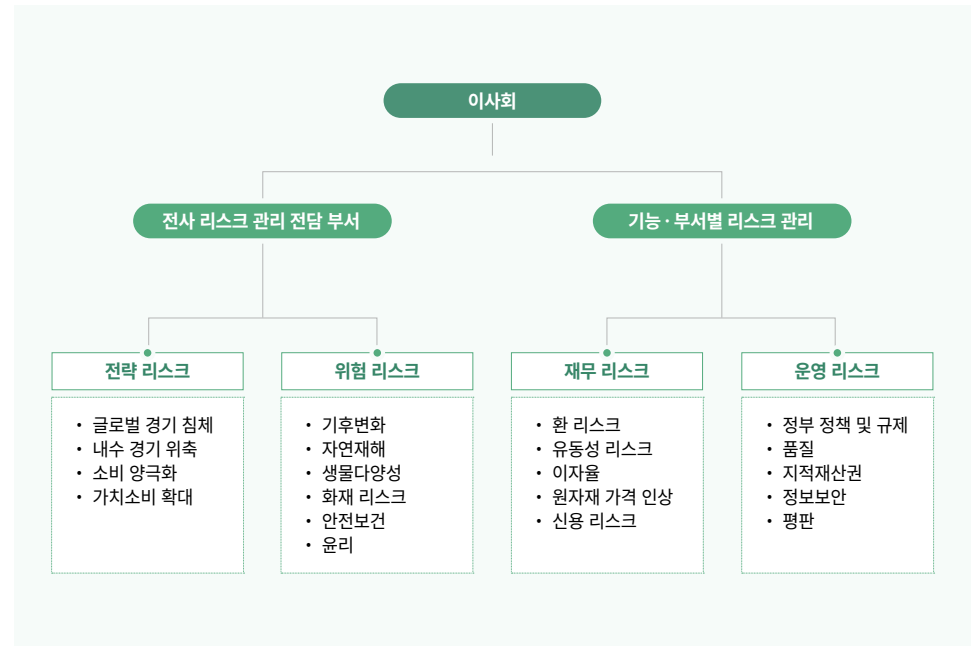 이사회
전사 리스크 관리 전담 부서
기능 · 부서별 리스크 관리
전략 리스크
• 글로벌 경기 침체
• 내수 경기 위축
• 소비 양극화
• 가치소비 확대
위험 리스크
• 기후변화
• 자연재해
• 생물다양성
• 화재 리스크
• 안전보건
• 윤리
재무 리스크
• 환 리스크
• 유동성 리스크
• 이자율
• 원자재 가격 인상
• 신용 리스크
운영 리스크
• 정부 정책 및 규제
• 품질
• 지적재산권
• 정보보안
• 평판